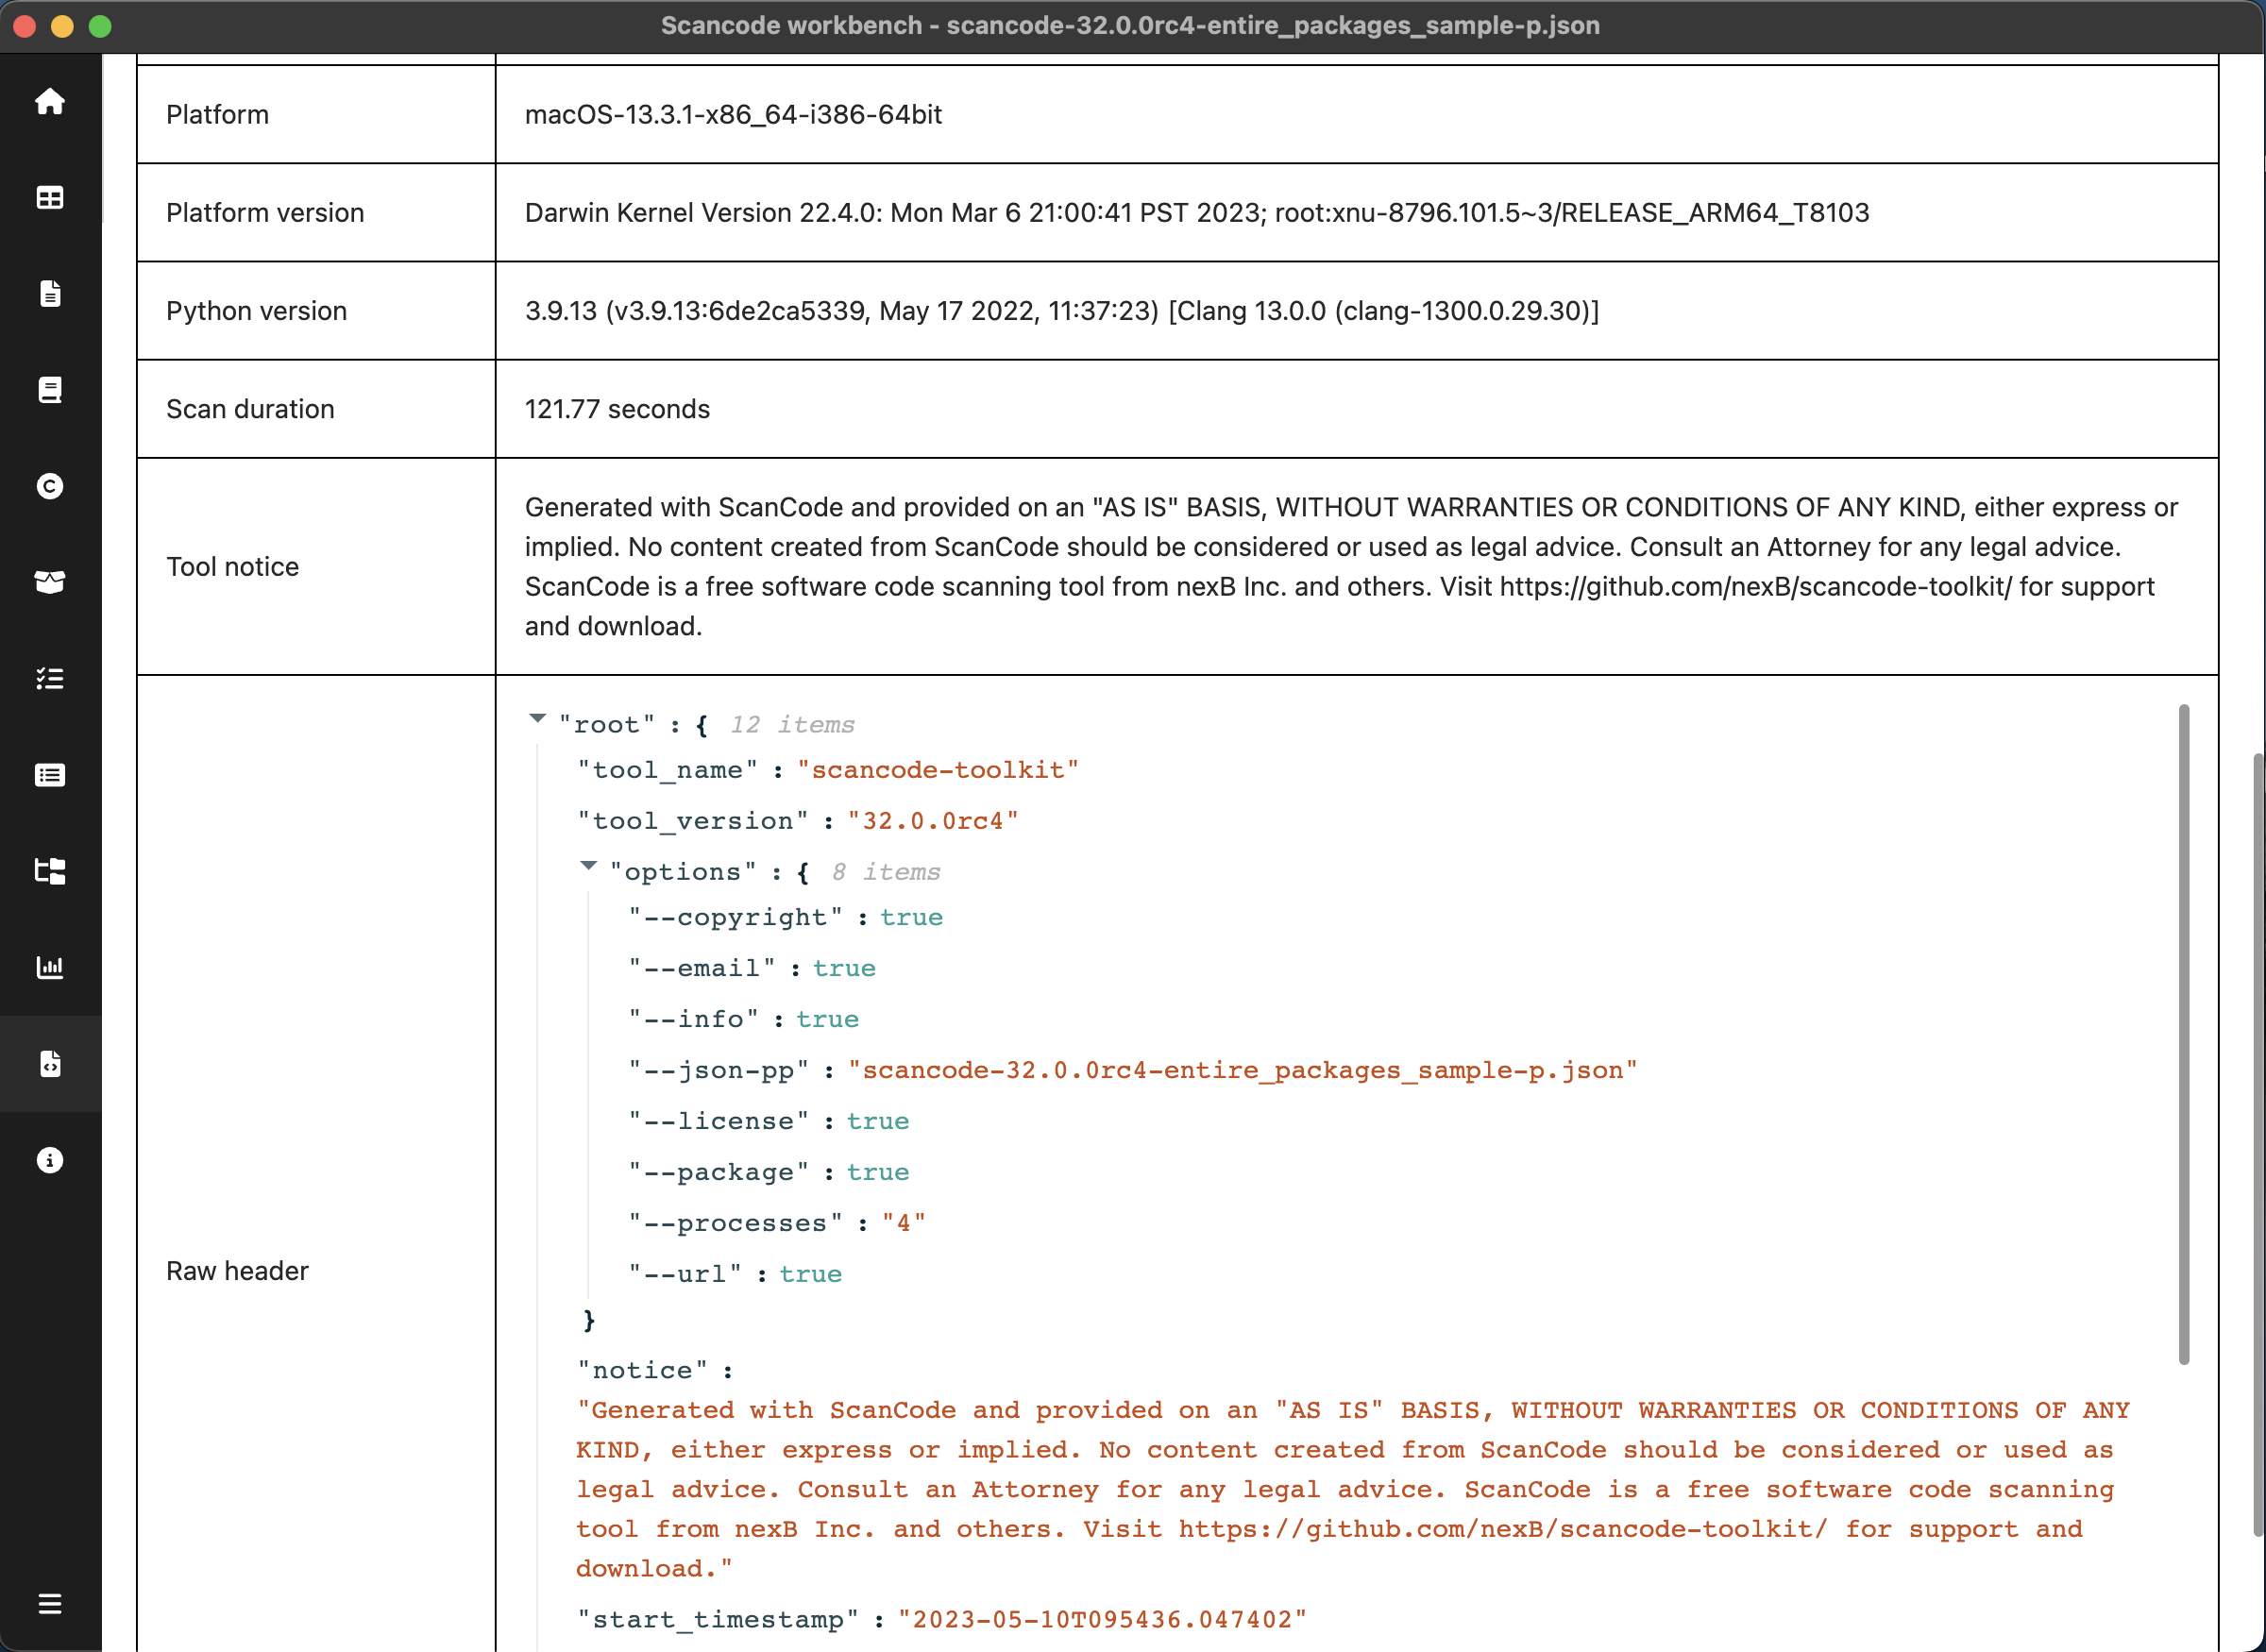 Scancode workbench - scancode-32.0.0rc4-entire_packages_sample-p.json
Platform
macOS-13.3.1-x86_64-i386-64bit
Platform version
Darwin Kernel Version 22.4.0: Mon Mar 6 21:00:41 PST 2023; root:xnu-8796.101.5~3/RELEASE_ARM64_T8103
Python version
3.9.13 (v3.9.13:6de2ca5339, May 17 2022, 11:37:23) [Clang 13.0.0 (clang-1300.0.29.30)]
Scan duration
121.77 seconds
Tool notice
Generated with ScanCode and provided on an "AS IS" BASIS, WITHOUT WARRANTIES OR CONDITIONS OF ANY KIND, either express or
implied. No content created from ScanCode should be considered or used as legal advice. Consult an Attorney for any legal advice.
ScanCode is a free software code scanning tool from nexB Inc. and others. Visit https://github.com/nexB/scancode-toolkit/ for support
and download.
Raw header
"root" : { 12 items
"tool_name" : "scancode-toolkit"
"tool_version" : "32.0.0rc4"
"options" : { 8 items
"--copyright" : true
"--email" : true
"--info" : true
"--json-pp" : "scancode-32.0.0rc4-entire_packages_sample-p.json"
"--license" : true
"--package" : true
"--processes" : "4"
"--url" : true
}
"notice" :
"Generated with ScanCode and provided on an "AS IS" BASIS, WITHOUT WARRANTIES OR CONDITIONS OF ANY
KIND, either express or implied. No content created from ScanCode should be considered or used as
legal advice. Consult an Attorney for any legal advice. ScanCode is a free software code scanning
tool from nexB Inc. and others. Visit https://github.com/nexB/scancode-toolkit/ for support and
download."
"start_timestamp" : "2023-05-10T095436.047402"